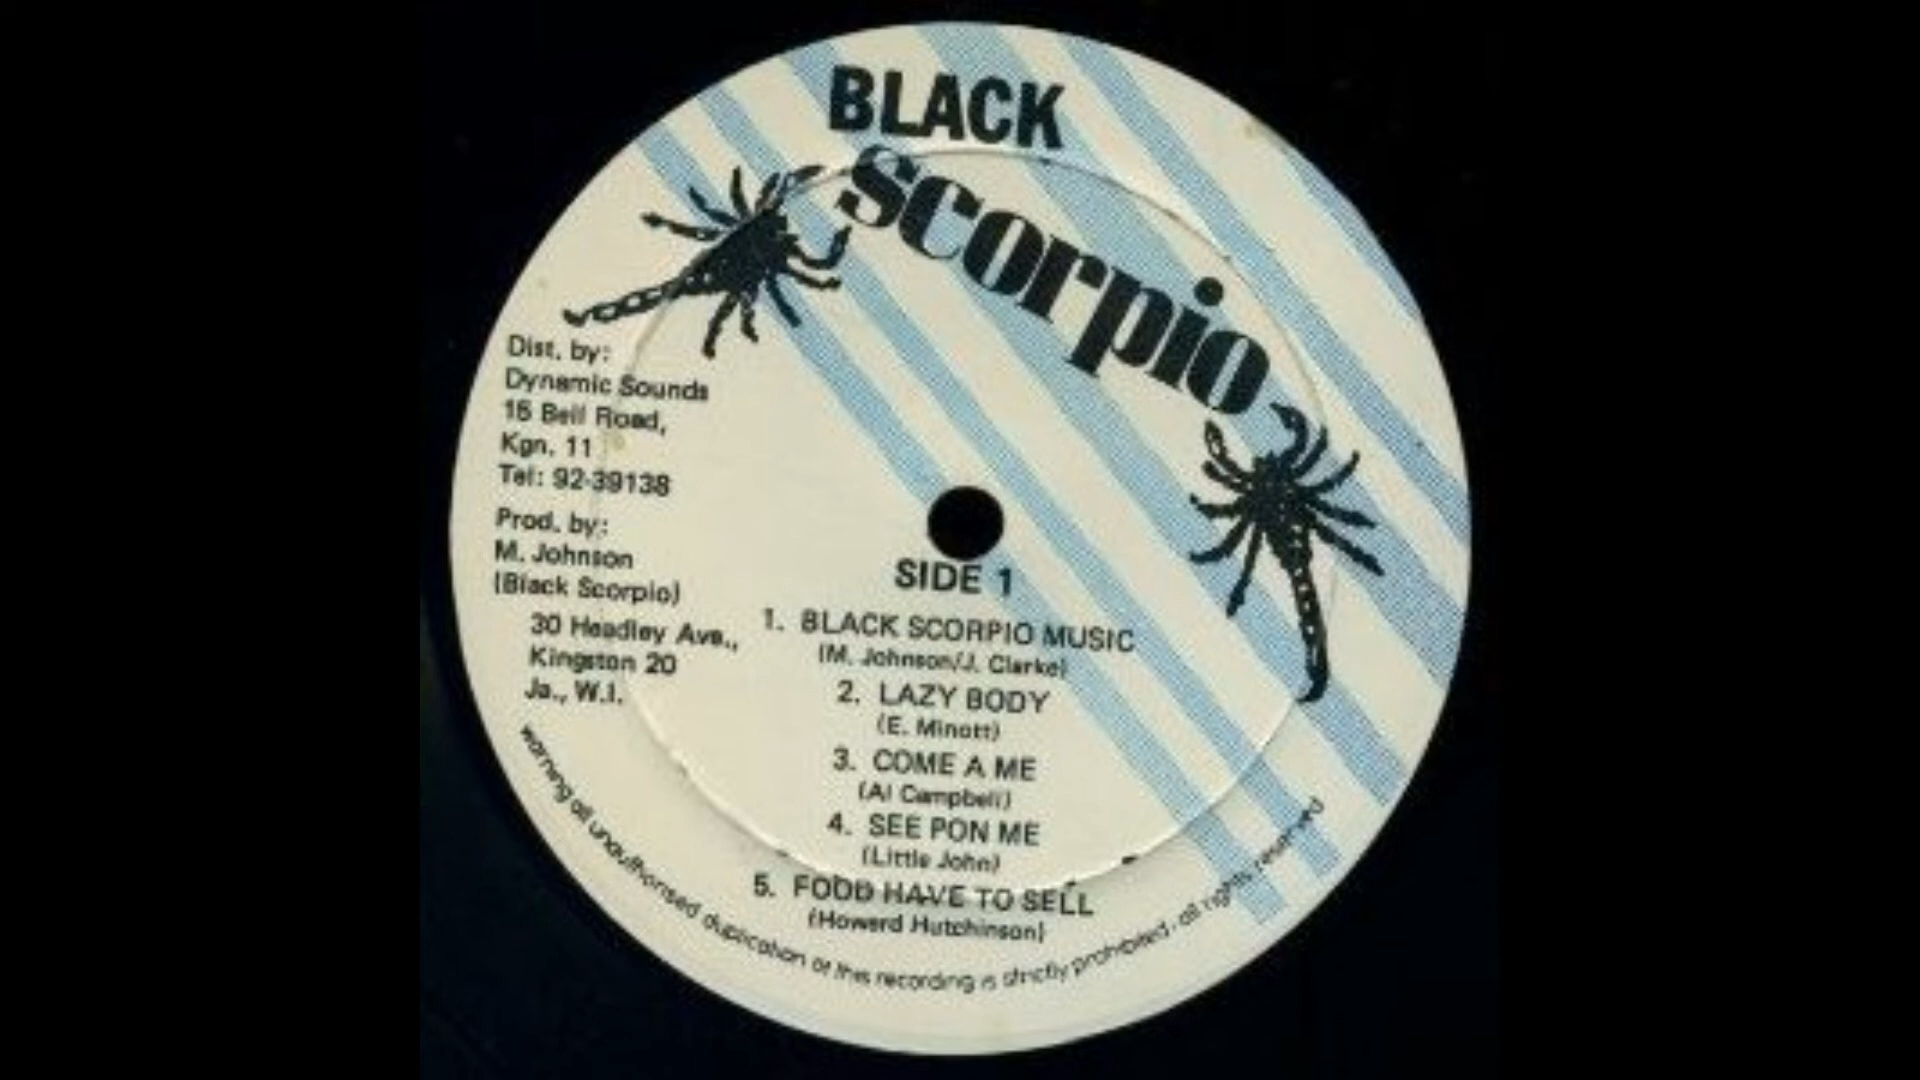 BLACK
scorpio
Dist. by:
Dynamic Sounds
15 Bell Road,
Kgn. 11
Tel: 92-39138
Prod. by:
M. Johnson
(Black Scorpio)
30 Headley Ave.,
Kingston 20
Ja., W.I.
SIDE 1
1. BLACK SCORPIO MUSIC
(M. Johnson/J. Clarke)
2. LAZY BODY
(E. Minott)
3. COME A ME
(Al Campbell)
4. SEE PON ME
(Little John)
5. FOOD HAVE TO SELL
(Howard Hutchinson)
warning all unauthorised duplication of this recording is strictly prohibited - all rights reserved